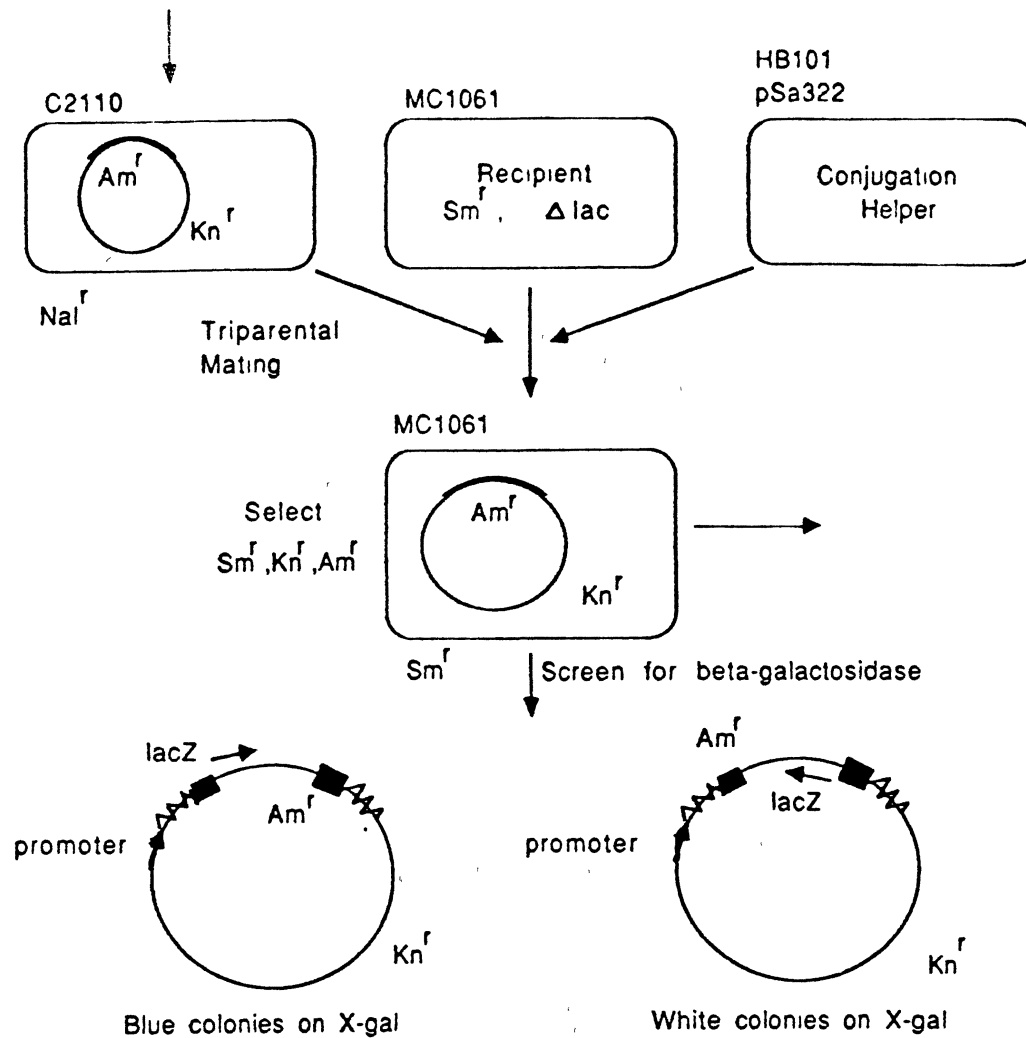 C2110
Am^r
Kn^r
Nal^r
MC1061
Recipient
Sm^r, Δ lac
HB101
pSa322
Conjugation
Helper
Triparental
Mating
MC1061
Select
Sm^r,Kn^r,Am^r
Am^r
Kn^r
Sm^r
Screen for beta-galactosidase
lacZ
Am^r
promoter
Kn^r
Blue colonies on X-gal
Am^r
lacZ
promoter
Kn^r
White colonies on X-gal